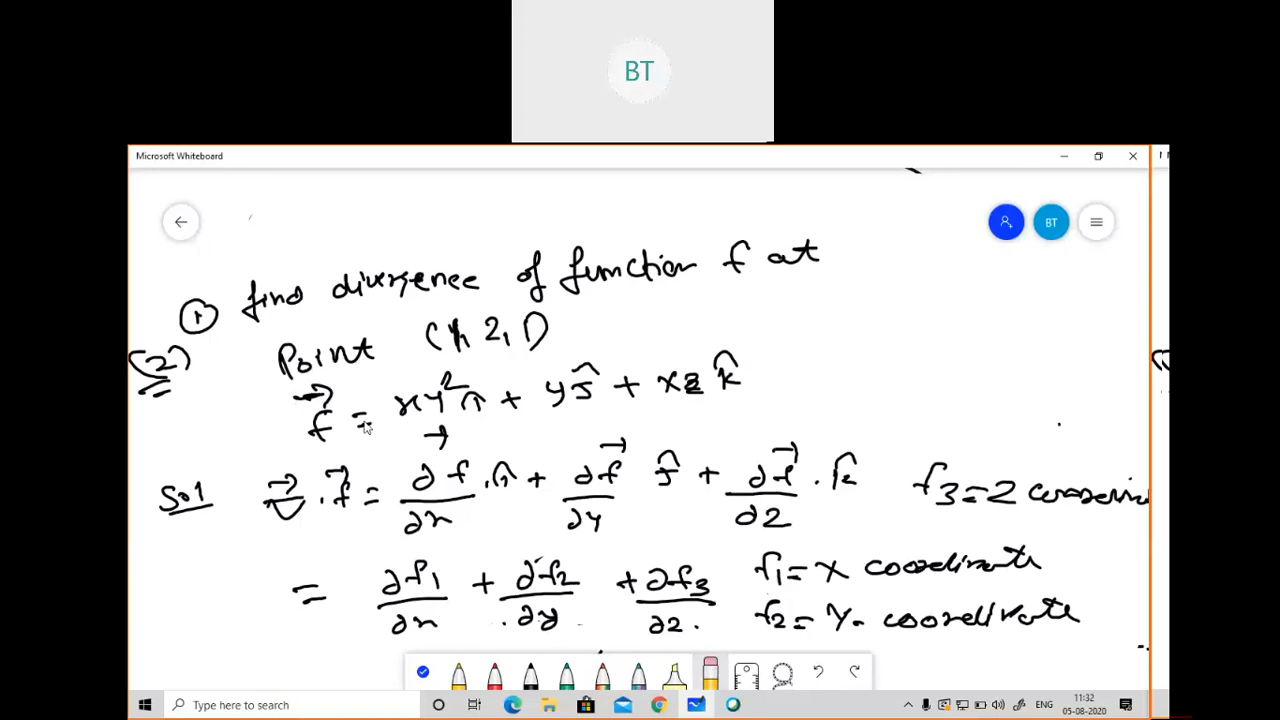 BT
Microsoft Whiteboard
BT
① find divergence of function f at
(2) Point (1, 2, 1)
f⃗ = xy² î + y ĵ + xz k̂
Sol ∇⃗ . f⃗ = ∂f⃗/∂x . î + ∂f⃗/∂y ĵ + ∂f⃗/∂z . k̂ f₃ = z
= ∂f₁/∂x + ∂f₂/∂y + ∂f₃/∂z . f₁ = x coordinate
f₂ = y - coordinate
Type here to search
ENG
11:32
05-08-2020